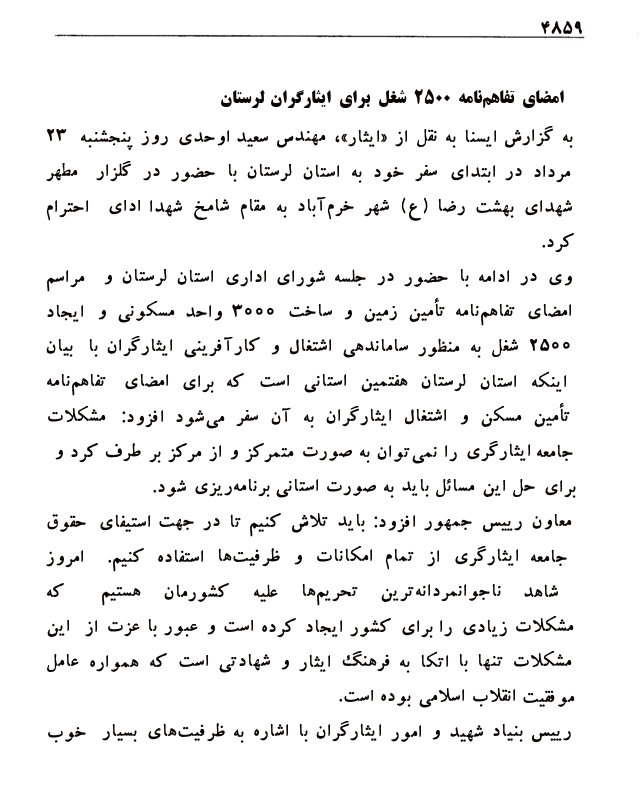 ۴۸۵۹
امضای تفاهم‌نامه ۲۵۰۰ شغل برای ایثارگران لرستان
به گزارش ایسنا به نقل از «ایثار»، مهندس سعید اوحدی روز پنجشنبه ۲۳
مرداد در ابتدای سفر خود به استان لرستان با حضور در گلزار مطهر
شهدای بهشت رضا (ع) شهر خرم‌آباد به مقام شامخ شهدا ادای احترام
کرد.
وی در ادامه با حضور در جلسه شورای اداری استان لرستان و مراسم
امضای تفاهم‌نامه تأمین زمین و ساخت ۳۰۰۰ واحد مسکونی و ایجاد
۲۵۰۰ شغل به منظور ساماندهی اشتغال و کارآفرینی ایثارگران با بیان
اینکه استان لرستان هفتمین استانی است که برای امضای تفاهم‌نامه
تأمین مسکن و اشتغال ایثارگران به آن سفر می‌شود افزود: مشکلات
جامعه ایثارگری را نمی‌توان به صورت متمرکز و از مرکز بر طرف کرد و
برای حل این مسائل باید به صورت استانی برنامه‌ریزی شود.
معاون رییس جمهور افزود: باید تلاش کنیم تا در جهت استیفای حقوق
جامعه ایثارگری از تمام امکانات و ظرفیت‌ها استفاده کنیم. امروز
شاهد ناجوانمردانه‌ترین تحریم‌ها علیه کشورمان هستیم که
مشکلات زیادی را برای کشور ایجاد کرده است و عبور با عزت از این
مشکلات تنها با اتکا به فرهنگ ایثار و شهادتی است که همواره عامل
موفقیت انقلاب اسلامی بوده است.
رییس بنیاد شهید و امور ایثارگران با اشاره به ظرفیت‌های بسیار خوب